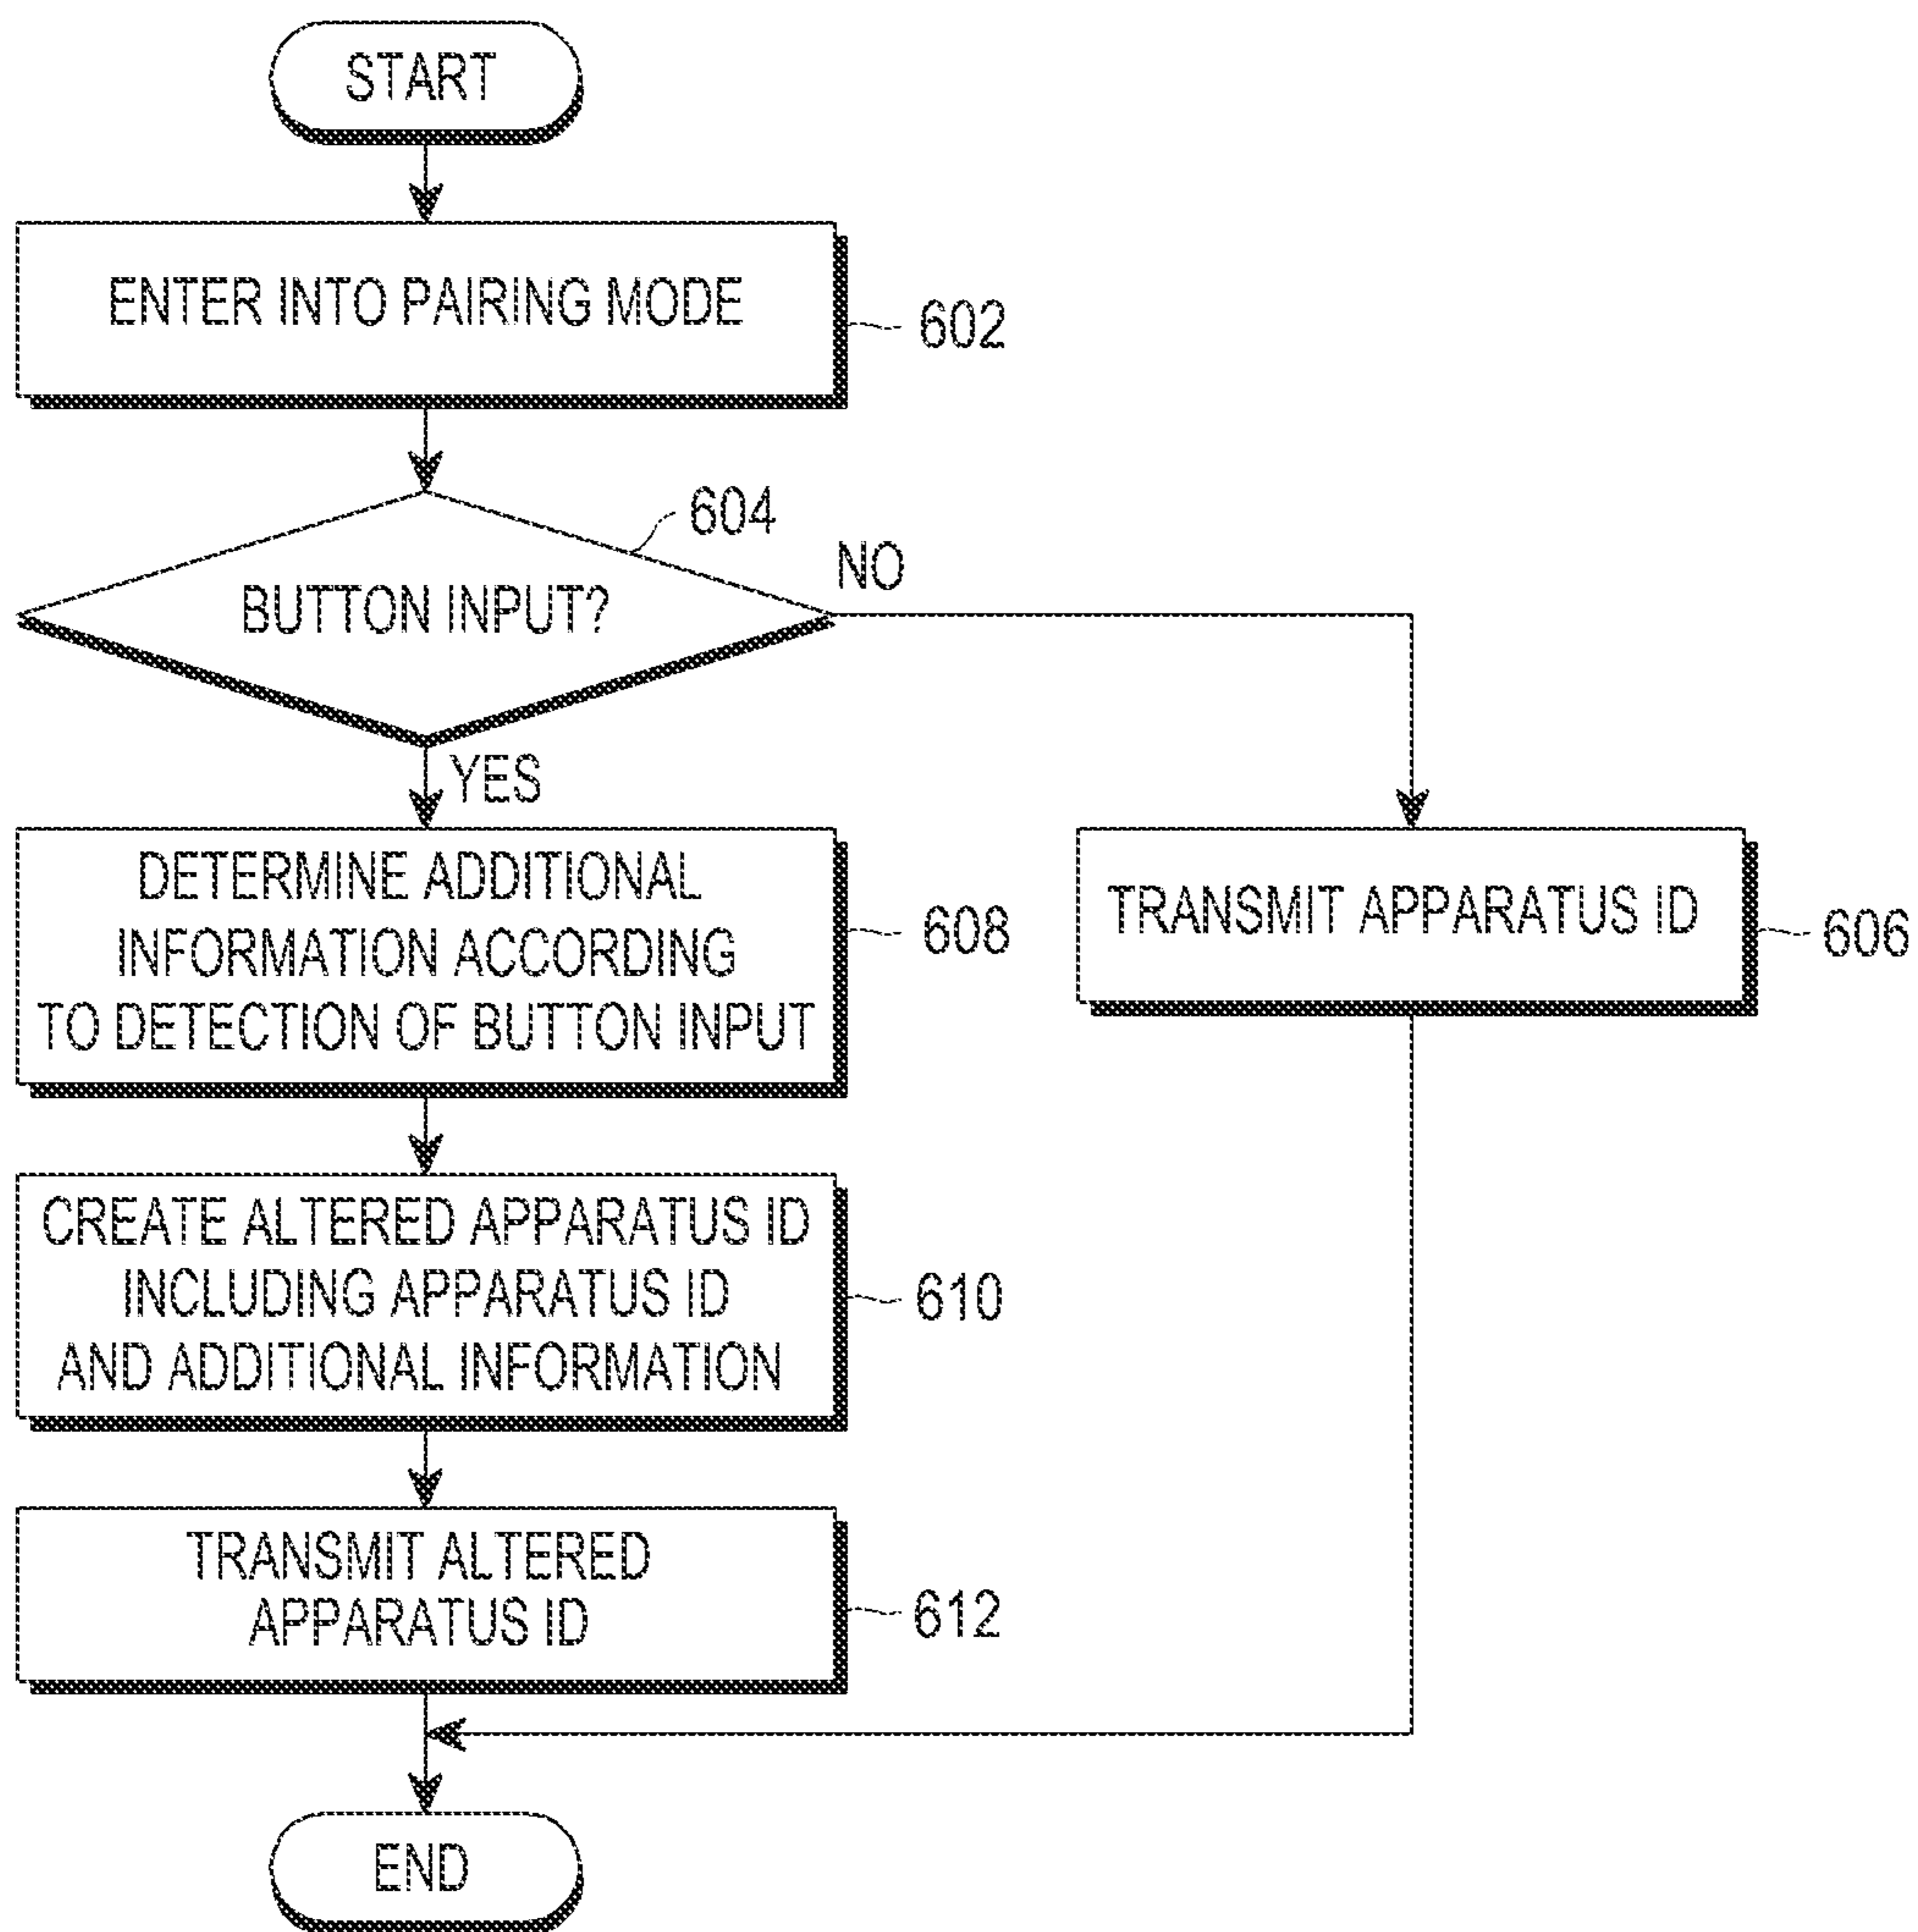 START
ENTER INTO PAIRING MODE
602
604
BUTTON INPUT?
NO
YES
DETERMINE ADDITIONAL
INFORMATION ACCORDING
TO DETECTION OF BUTTON INPUT
608
TRANSMIT APPARATUS ID
606
CREATE ALTERED APPARATUS ID
INCLUDING APPARATUS ID
AND ADDITIONAL INFORMATION
610
TRANSMIT ALTERED
APPARATUS ID
612
END